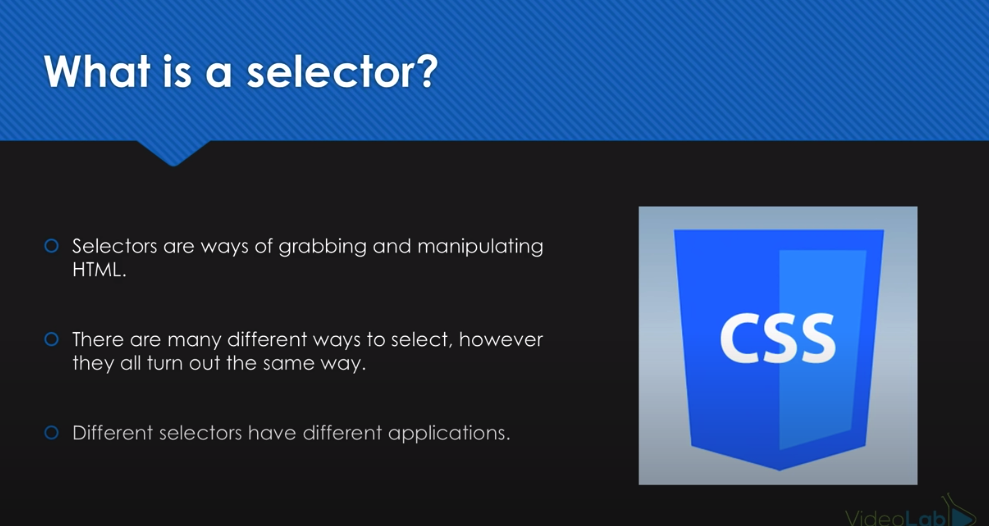 What is a selector?
Selectors are ways of grabbing and manipulating
HTML.
There are many different ways to select, however
they all turn out the same way.
Different selectors have different applications.
CSS
VideoLab